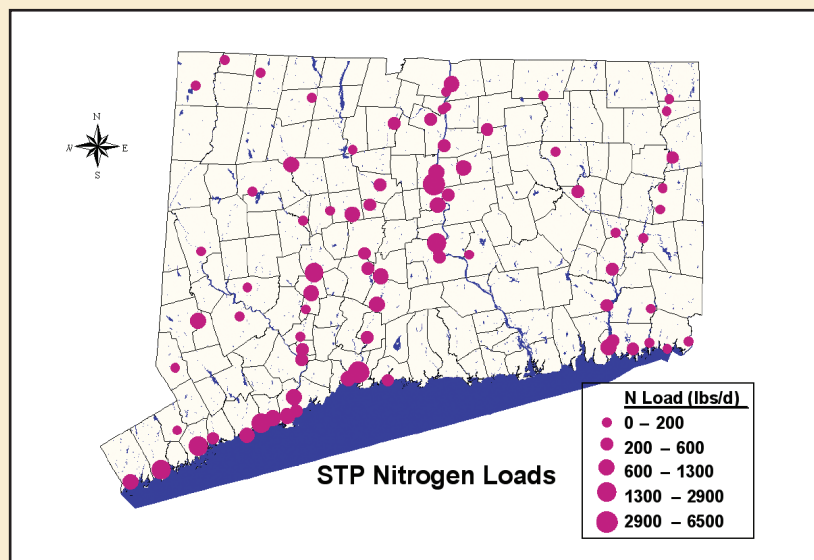 N
W E
S
STP Nitrogen Loads
N Load (lbs/d)
0 – 200
200 – 600
600 – 1300
1300 – 2900
2900 – 6500